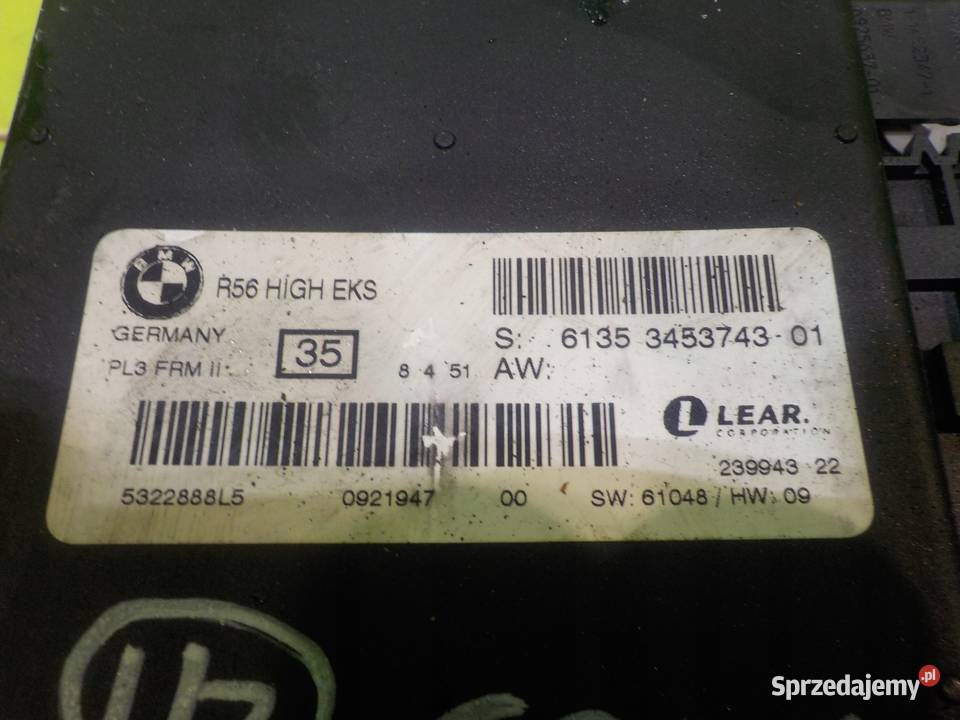 BMW
R56 HIGH EKS
GERMANY
35
PL3 FRM II
8 4 51
S: 6135 3453743 01
AW:
LEAR.
CORPORATION
239943 22
5322888L5 0921947 00 SW: 61048 / HW: 09
Sprzedajemy.pl